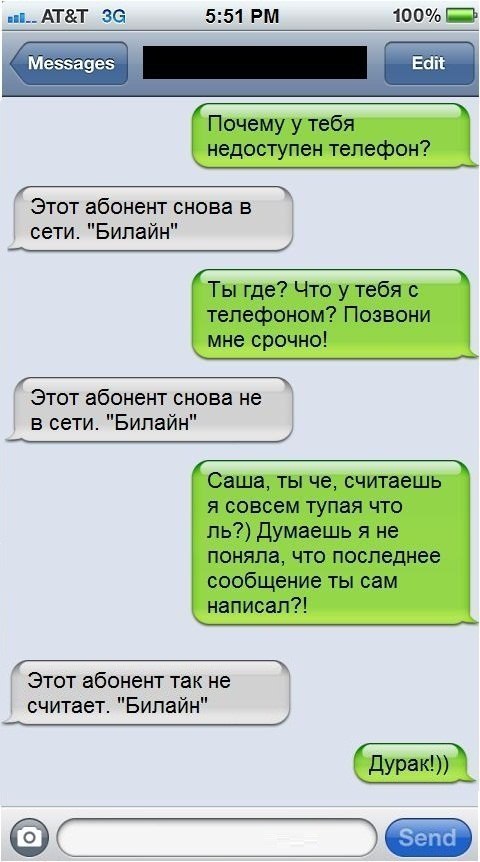 AT&T 3G 5:51 PM 100%
Messages Edit
Почему у тебя
недоступен телефон?
Этот абонент снова в
сети. "Билайн"
Ты где? Что у тебя с
телефоном? Позвони
мне срочно!
Этот абонент снова не
в сети. "Билайн"
Саша, ты че, считаешь
я совсем тупая что
ль?) Думаешь я не
поняла, что последнее
сообщение ты сам
написал?!
Этот абонент так не
считает. "Билайн"
Дурак!))
Send